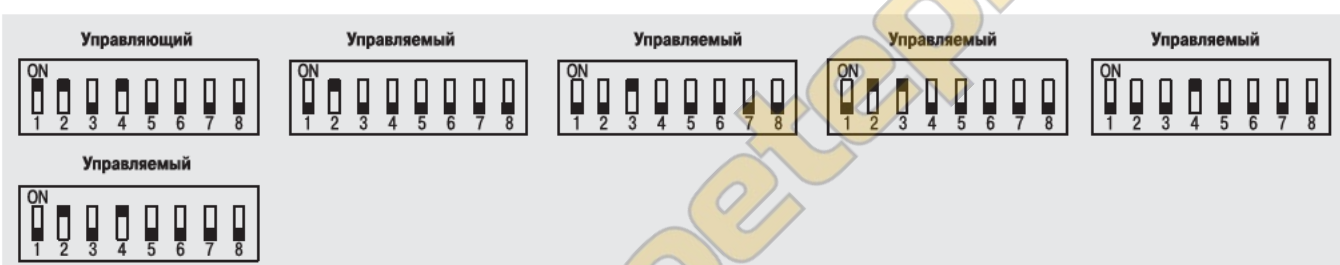 Управляющий Управляемый Управляемый Управляемый Управляемый
ON ON ON ON ON
1 2 3 4 5 6 7 8 1 2 3 4 5 6 7 8 1 2 3 4 5 6 7 8 1 2 3 4 5 6 7 8 1 2 3 4 5 6 7 8
Управляемый
ON
1 2 3 4 5 6 7 8